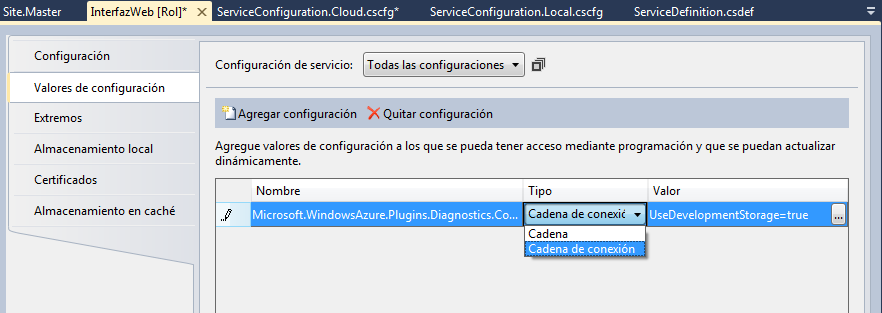 Site.Master InterfazWeb [Rol]* ServiceConfiguration.Cloud.cscfg* ServiceConfiguration.Local.cscfg ServiceDefinition.csdef
Configuración
Valores de configuración
Extremos
Almacenamiento local
Certificados
Almacenamiento en caché
Configuración de servicio: Todas las configuraciones
Agregar configuración Quitar configuración
Agregue valores de configuración a los que se pueda tener acceso mediante programación y que se puedan actualizar
dinámicamente.
Nombre Tipo Valor
Microsoft.WindowsAzure.Plugins.Diagnostics.Co... Cadena de conexió UseDevelopmentStorage=true ...
Cadena
Cadena de conexión